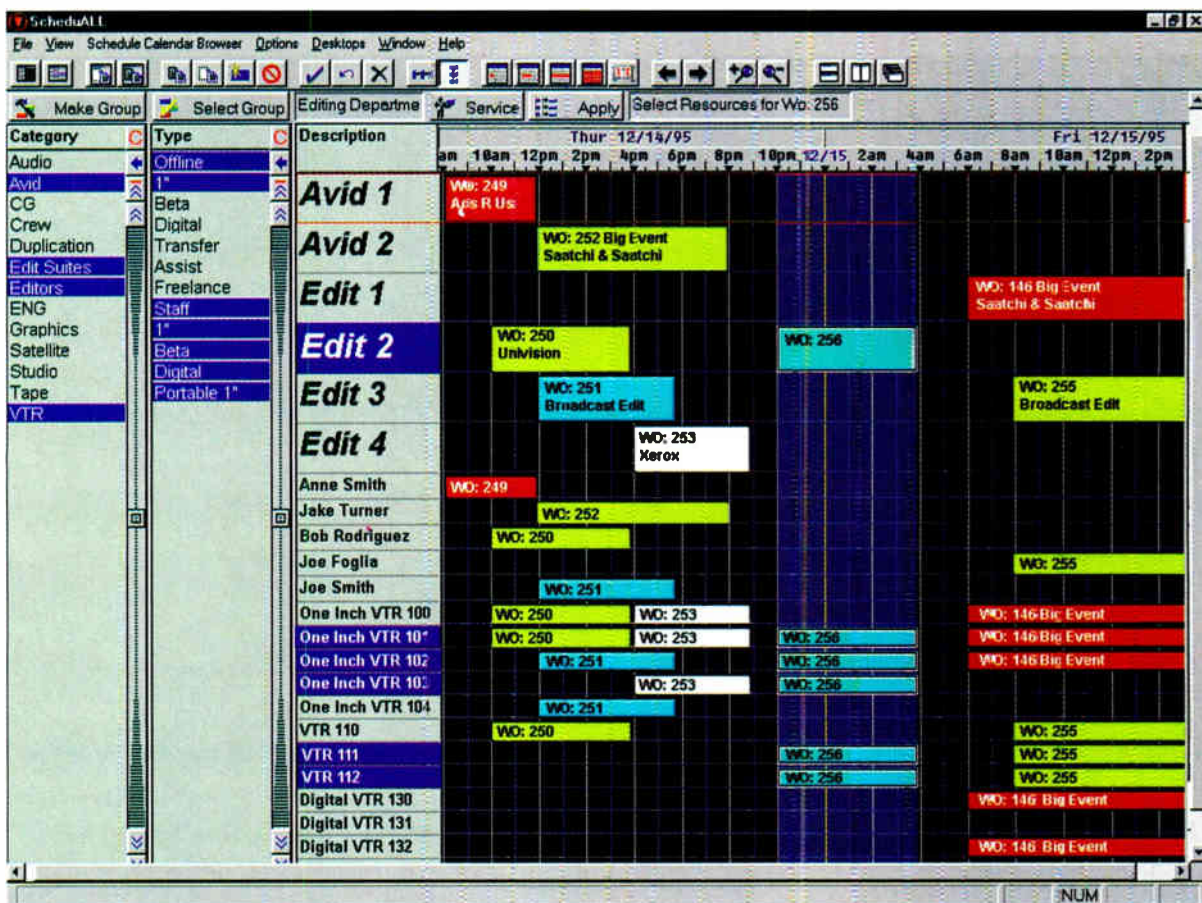 ScheduALL
File View Schedule Calendar Browser Options Desktops Window Help
Make Group Select Group Editing Departme Service Apply Select Resources for Wo: 256
Category C Type C Description Thur 12/14/95 Fri 12/15/95
am 10am 12pm 2pm 4pm 6pm 8pm 10pm 12/15 2am 4am 6am 8am 10am 12pm 2pm
Audio
Avid
CG
Crew
Duplication
Edit Suites
Editors
ENG
Graphics
Satellite
Studio
Tape
VTR
Offline
1"
Beta
Digital
Transfer
Assist
Freelance
Staff
1"
Beta
Digital
Portable 1"
Avid 1 WO: 249
R Us
Avid 2 WO: 252 Big Event
Saatchi & Saatchi
Edit 1 WO: 146 Big Event
Saatchi & Saatchi
Edit 2 WO: 250 WO: 256
Univision
Edit 3 WO: 251 WO: 255
Broadcast Edit Broadcast Edit
Edit 4 WO: 253
Xerox
Anne Smith WO: 249
Jake Turner WO: 252
Bob Rodriguez WO: 250
Joe Foglia WO: 255
Joe Smith WO: 251
One Inch VTR 100 WO: 250 WO: 253 WO: 146 Big Event
One Inch VTR 101 WO: 250 WO: 253 WO: 256 WO: 146 Big Event
One Inch VTR 102 WO: 251 WO: 256 WO: 146 Big Event
One Inch VTR 103 WO: 253 WO: 256
One Inch VTR 104 WO: 251
VTR 110 WO: 250 WO: 255
VTR 111 WO: 256 WO: 255
VTR 112 WO: 256 WO: 255
Digital VTR 130 WO: 146 Big Event
Digital VTR 131
Digital VTR 132 WO: 146 Big Event
NUM